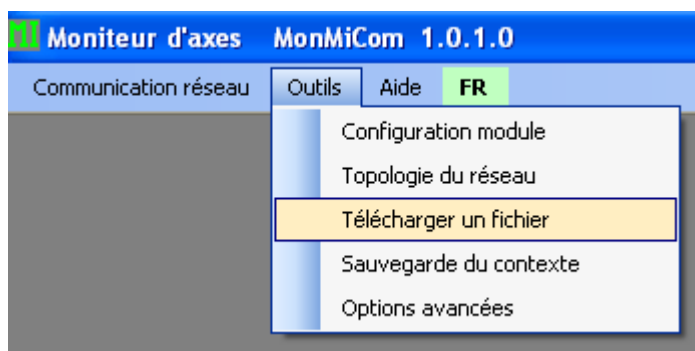 MI Moniteur d'axes MonMiCom 1.0.1.0
Communication réseau Outils Aide FR
Configuration module
Topologie du réseau
Télécharger un fichier
Sauvegarde du contexte
Options avancées